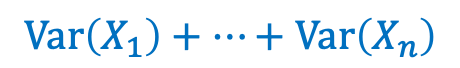 Var(X₁) + ⋯ + Var(Xₙ)